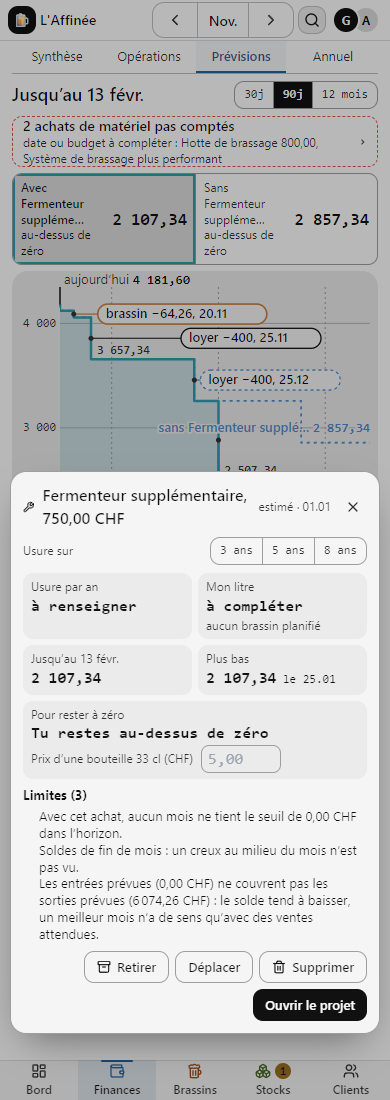 L'Affinée
Nov.
G
A
Synthèse
Opérations
Prévisions
Annuel
Jusqu'au 13 févr.
30j
90j
12 mois
2 achats de matériel pas comptés
date ou budget à compléter : Hotte de brassage 800,00,
Système de brassage plus performant
Avec
Fermenteur
suppléme...
au-dessus de
zéro
2 107,34
Sans
Fermenteur
suppléme...
au-dessus de
zéro
2 857,34
aujourd'hui 4 181,60
brassin −64,26, 20.11
4 000
loyer −400, 25.11
3 657,34
loyer −400, 25.12
sans Fermenteur supplé... 2 857,34
3 000
2 507,34
Fermenteur supplémentaire,
750,00 CHF
estimé · 01.01
Usure sur
3 ans
5 ans
8 ans
Usure par an
à renseigner
Mon litre
à compléter
aucun brassin planifié
Jusqu'au 13 févr.
2 107,34
Plus bas
2 107,34 le 25.01
Pour rester à zéro
Tu restes au-dessus de zéro
Prix d'une bouteille 33 cl (CHF)
5,00
Limites (3)
Avec cet achat, aucun mois ne tient le seuil de 0,00 CHF
dans l'horizon.
Soldes de fin de mois : un creux au milieu du mois n'est
pas vu.
Les entrées prévues (0,00 CHF) ne couvrent pas les
sorties prévues (6 074,26 CHF) : le solde tend à baisser,
un meilleur mois n'a de sens qu'avec des ventes
attendues.
Retirer
Déplacer
Supprimer
Ouvrir le projet
1
Bord
Finances
Brassins
Stocks
Clients